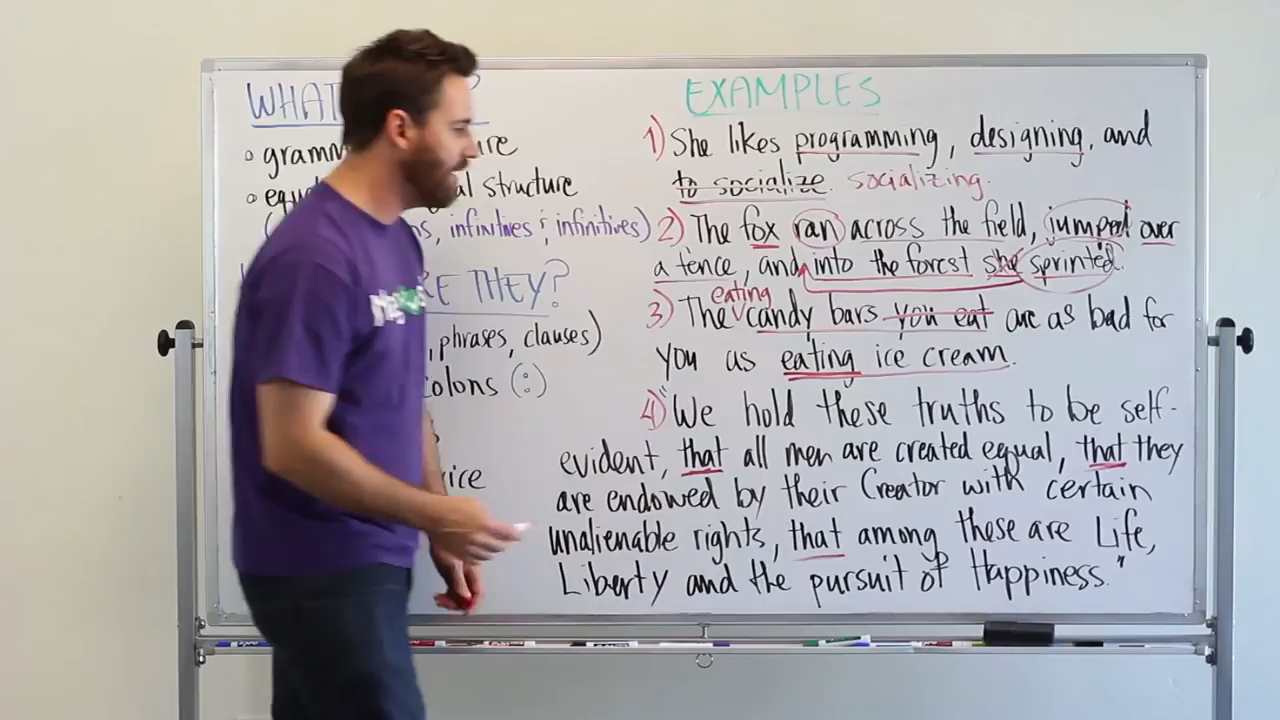 WHAT
EXAMPLES
1) She likes programming, designing, and
to socialize. socializing.
structure
2) The fox ran across the field, jumped over
infinitives & infinitives)
a fence, and into the forest she sprinted.
THEY?
eating
3) The candy bars you eat are as bad for
, phrases, clauses)
you as eating ice cream.
colons (:)
4) "We hold these truths to be self-
evident, that all men are created equal, that they
are endowed by their Creator with certain
unalienable rights, that among these are Life,
Liberty and the pursuit of Happiness."